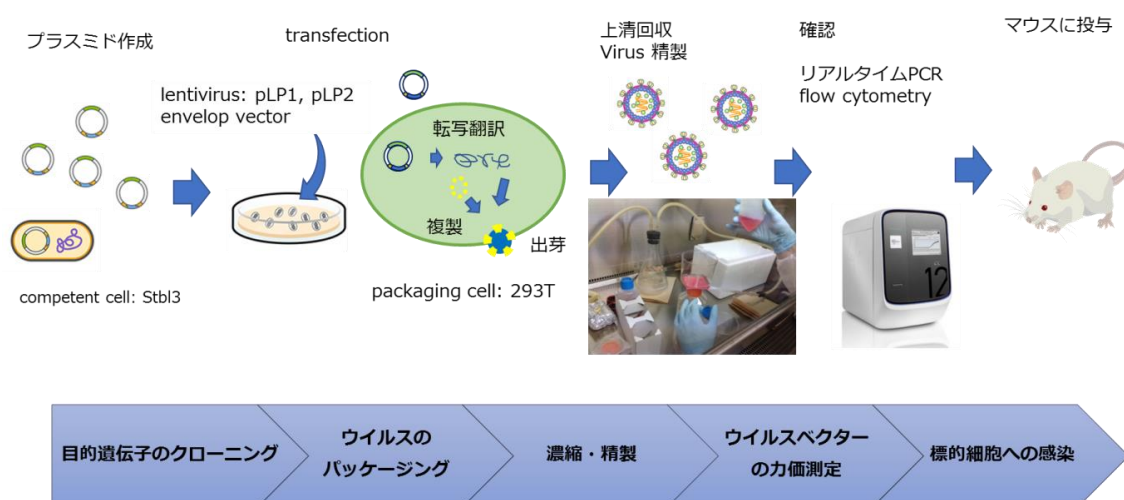 プラスミド作成
transfection
上清回収
Virus 精製
確認
リアルタイムPCR
flow cytometry
マウスに投与
lentivirus: pLP1, pLP2
envelop vector
転写翻訳
複製
出芽
competent cell: Stbl3
packaging cell: 293T
12
目的遺伝子のクローニング
ウイルスの
パッケージング
濃縮・精製
ウイルスベクター
の力価測定
標的細胞への感染